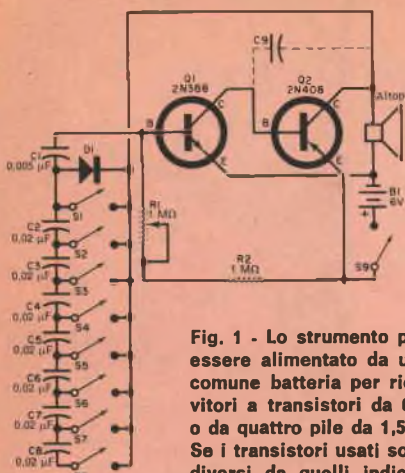 C9
Q1
2N388
Q2
2N408
B
C
E
B
C
E
Altop
C1
0,005 µF
D1
S1
C2
0,02 µF
S2
C3
0,02 µF
S3
C4
0,02 µF
S4
C5
0,02 µF
S5
C6
0,02 µF
S6
C7
0,02 µF
S7
C8
0,02 µF
R1
1 MΩ
R2
1 MΩ
B1
6V
+
S9
Fig. 1 - Lo strumento p
essere alimentato da u
comune batteria per ric
vitori a transistori da 6
o da quattro pile da 1,5
Se i transistori usati so
diversi da quelli indic